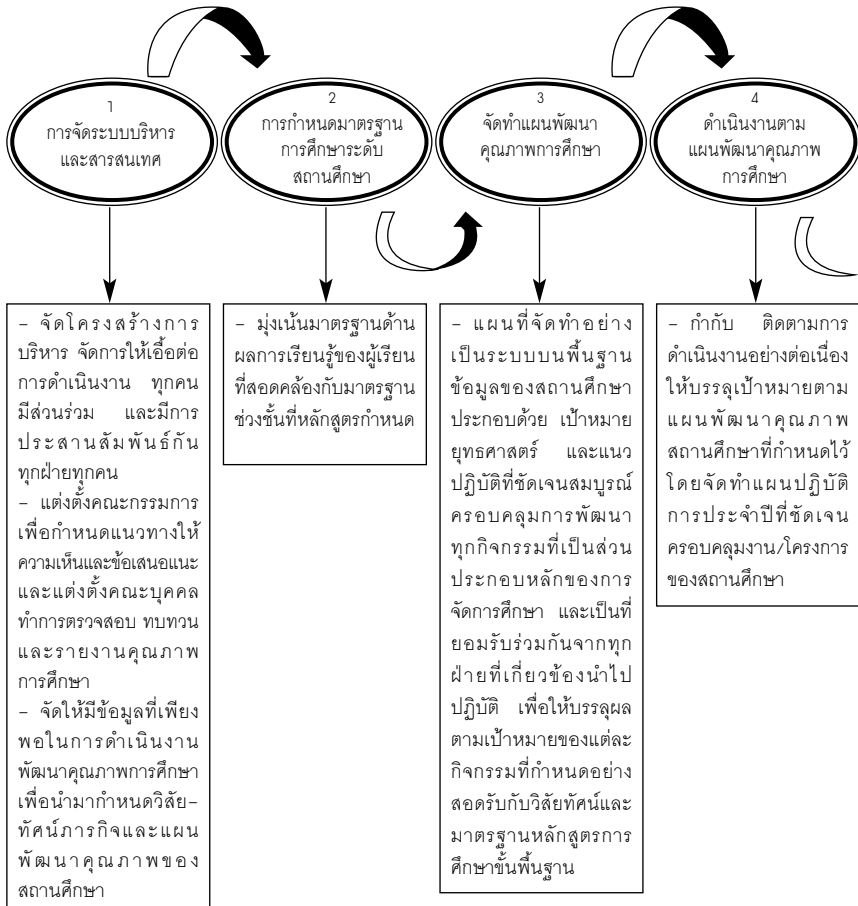 1
การจัดระบบบริหาร
และสารสนเทศ
2
การกำหนดมาตรฐาน
การศึกษาระดับ
สถานศึกษา
3
จัดทำแผนพัฒนา
คุณภาพการศึกษา
4
ดำเนินงานตาม
แผนพัฒนาคุณภาพ
การศึกษา
– จัดโครงสร้างการ
บริหาร จัดการให้เอื้อต่อ
การดำเนินงาน ทุกคน
มีส่วนร่วม และมีการ
ประสานสัมพันธ์กัน
ทุกฝ่ายทุกคน
– แต่งตั้งคณะกรรมการ
เพื่อกำหนดแนวทางให้
ความเห็นและข้อเสนอแนะ
และแต่งตั้งคณะบุคคล
ทำการตรวจสอบ ทบทวน
และรายงานคุณภาพ
การศึกษา
– จัดให้มีข้อมูลที่เพียง
พอในการดำเนินงาน
พัฒนาคุณภาพการศึกษา
เพื่อนำมากำหนดวิสัย–
ทัศน์ภารกิจและแผน
พัฒนาคุณภาพของ
สถานศึกษา
– มุ่งเน้นมาตรฐานด้าน
ผลการเรียนรู้ของผู้เรียน
ที่สอดคล้องกับมาตรฐาน
ช่วงชั้นที่หลักสูตรกำหนด
– แผนที่จัดทำอย่าง
เป็นระบบบนพื้นฐาน
ข้อมูลของสถานศึกษา
ประกอบด้วย เป้าหมาย
ยุทธศาสตร์ และแนว
ปฏิบัติที่ชัดเจนสมบูรณ์
ครอบคลุมการพัฒนา
ทุกกิจกรรมที่เป็นส่วน
ประกอบหลักของการ
จัดการศึกษา และเป็นที่
ยอมรับร่วมกันจากทุก
ฝ่ายที่เกี่ยวข้องนำไป
ปฏิบัติ เพื่อให้บรรลุผล
ตามเป้าหมายของแต่ละ
กิจกรรมที่กำหนดอย่าง
สอดรับกับวิสัยทัศน์และ
มาตรฐานหลักสูตรการ
ศึกษาขั้นพื้นฐาน
– กำกับ ติดตามการ
ดำเนินงานอย่างต่อเนื่อง
ให้บรรลุเป้าหมายตาม
แผนพัฒนาคุณภาพ
สถานศึกษาที่กำหนดไว้
โดยจัดทำแผนปฏิบัติ
การประจำปีที่ชัดเจน
ครอบคลุมงาน/โครงการ
ของสถานศึกษา